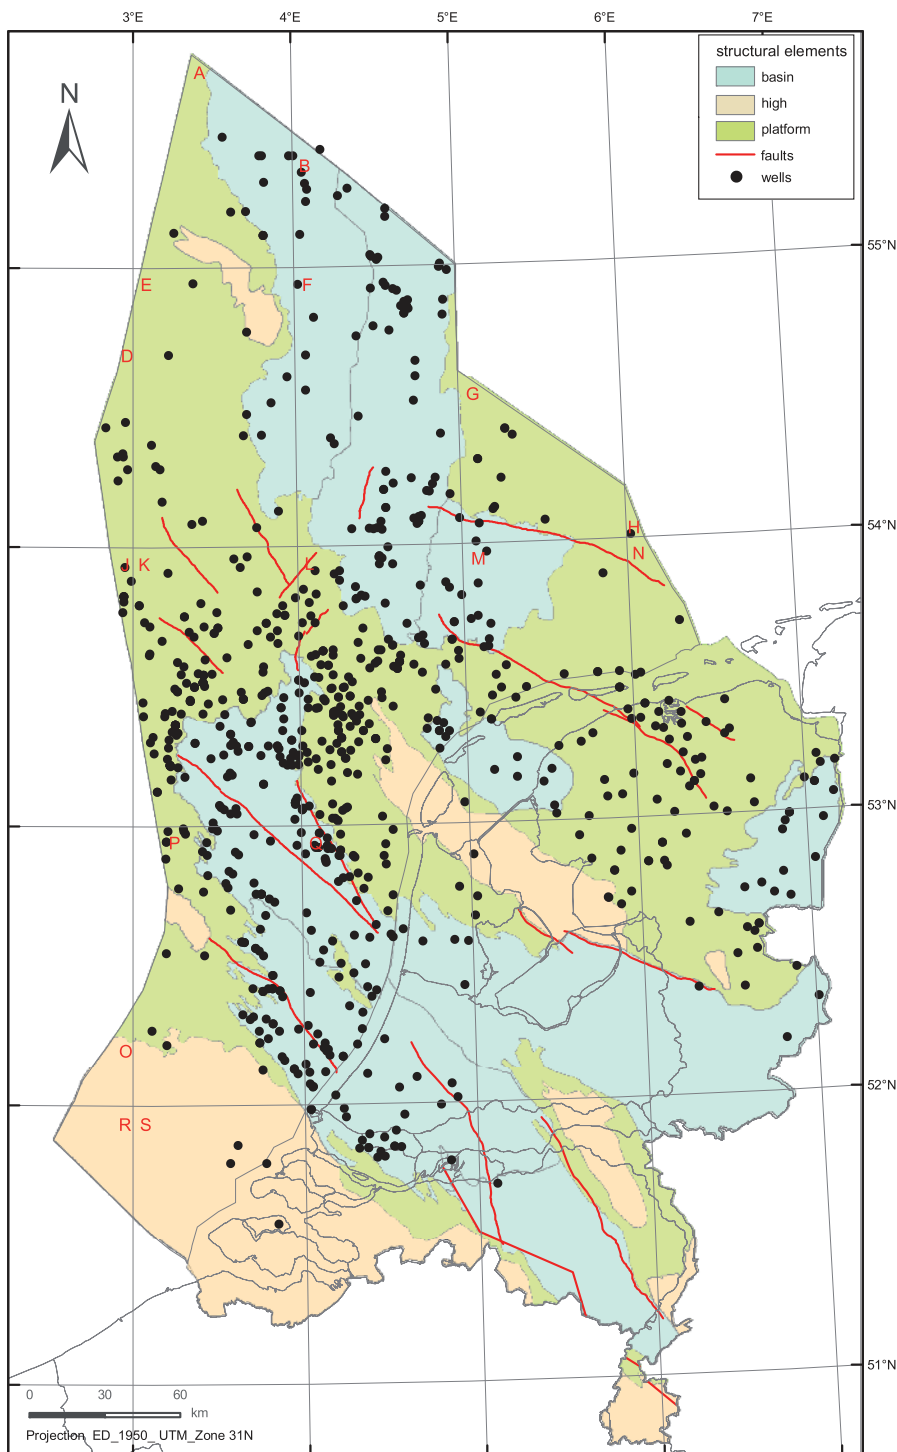 3°E 4°E 5°E 6°E 7°E
structural elements
basin
high
platform
faults
wells
N
A
B
55°N
E F
D
G
54°N
H
J K L M N
53°N
P Q
52°N
O
R S
51°N
0 30 60
km
Projection ED_1950_ UTM_Zone 31N